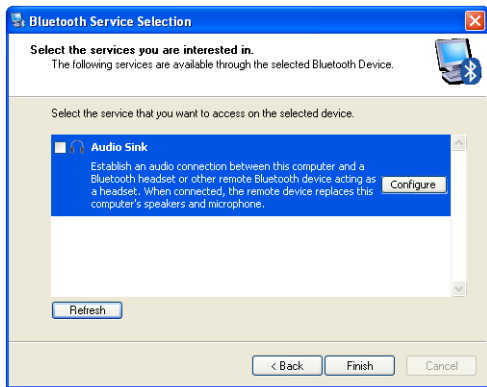 Bluetooth Service Selection
Select the services you are interested in.
The following services are available through the selected Bluetooth Device.
Select the service that you want to access on the selected device.
Audio Sink
Establish an audio connection between this computer and a
Bluetooth headset or other remote Bluetooth device acting as
a headset. When connected, the remote device replaces this
computer's speakers and microphone.
Configure
Refresh
< Back
Finish
Cancel